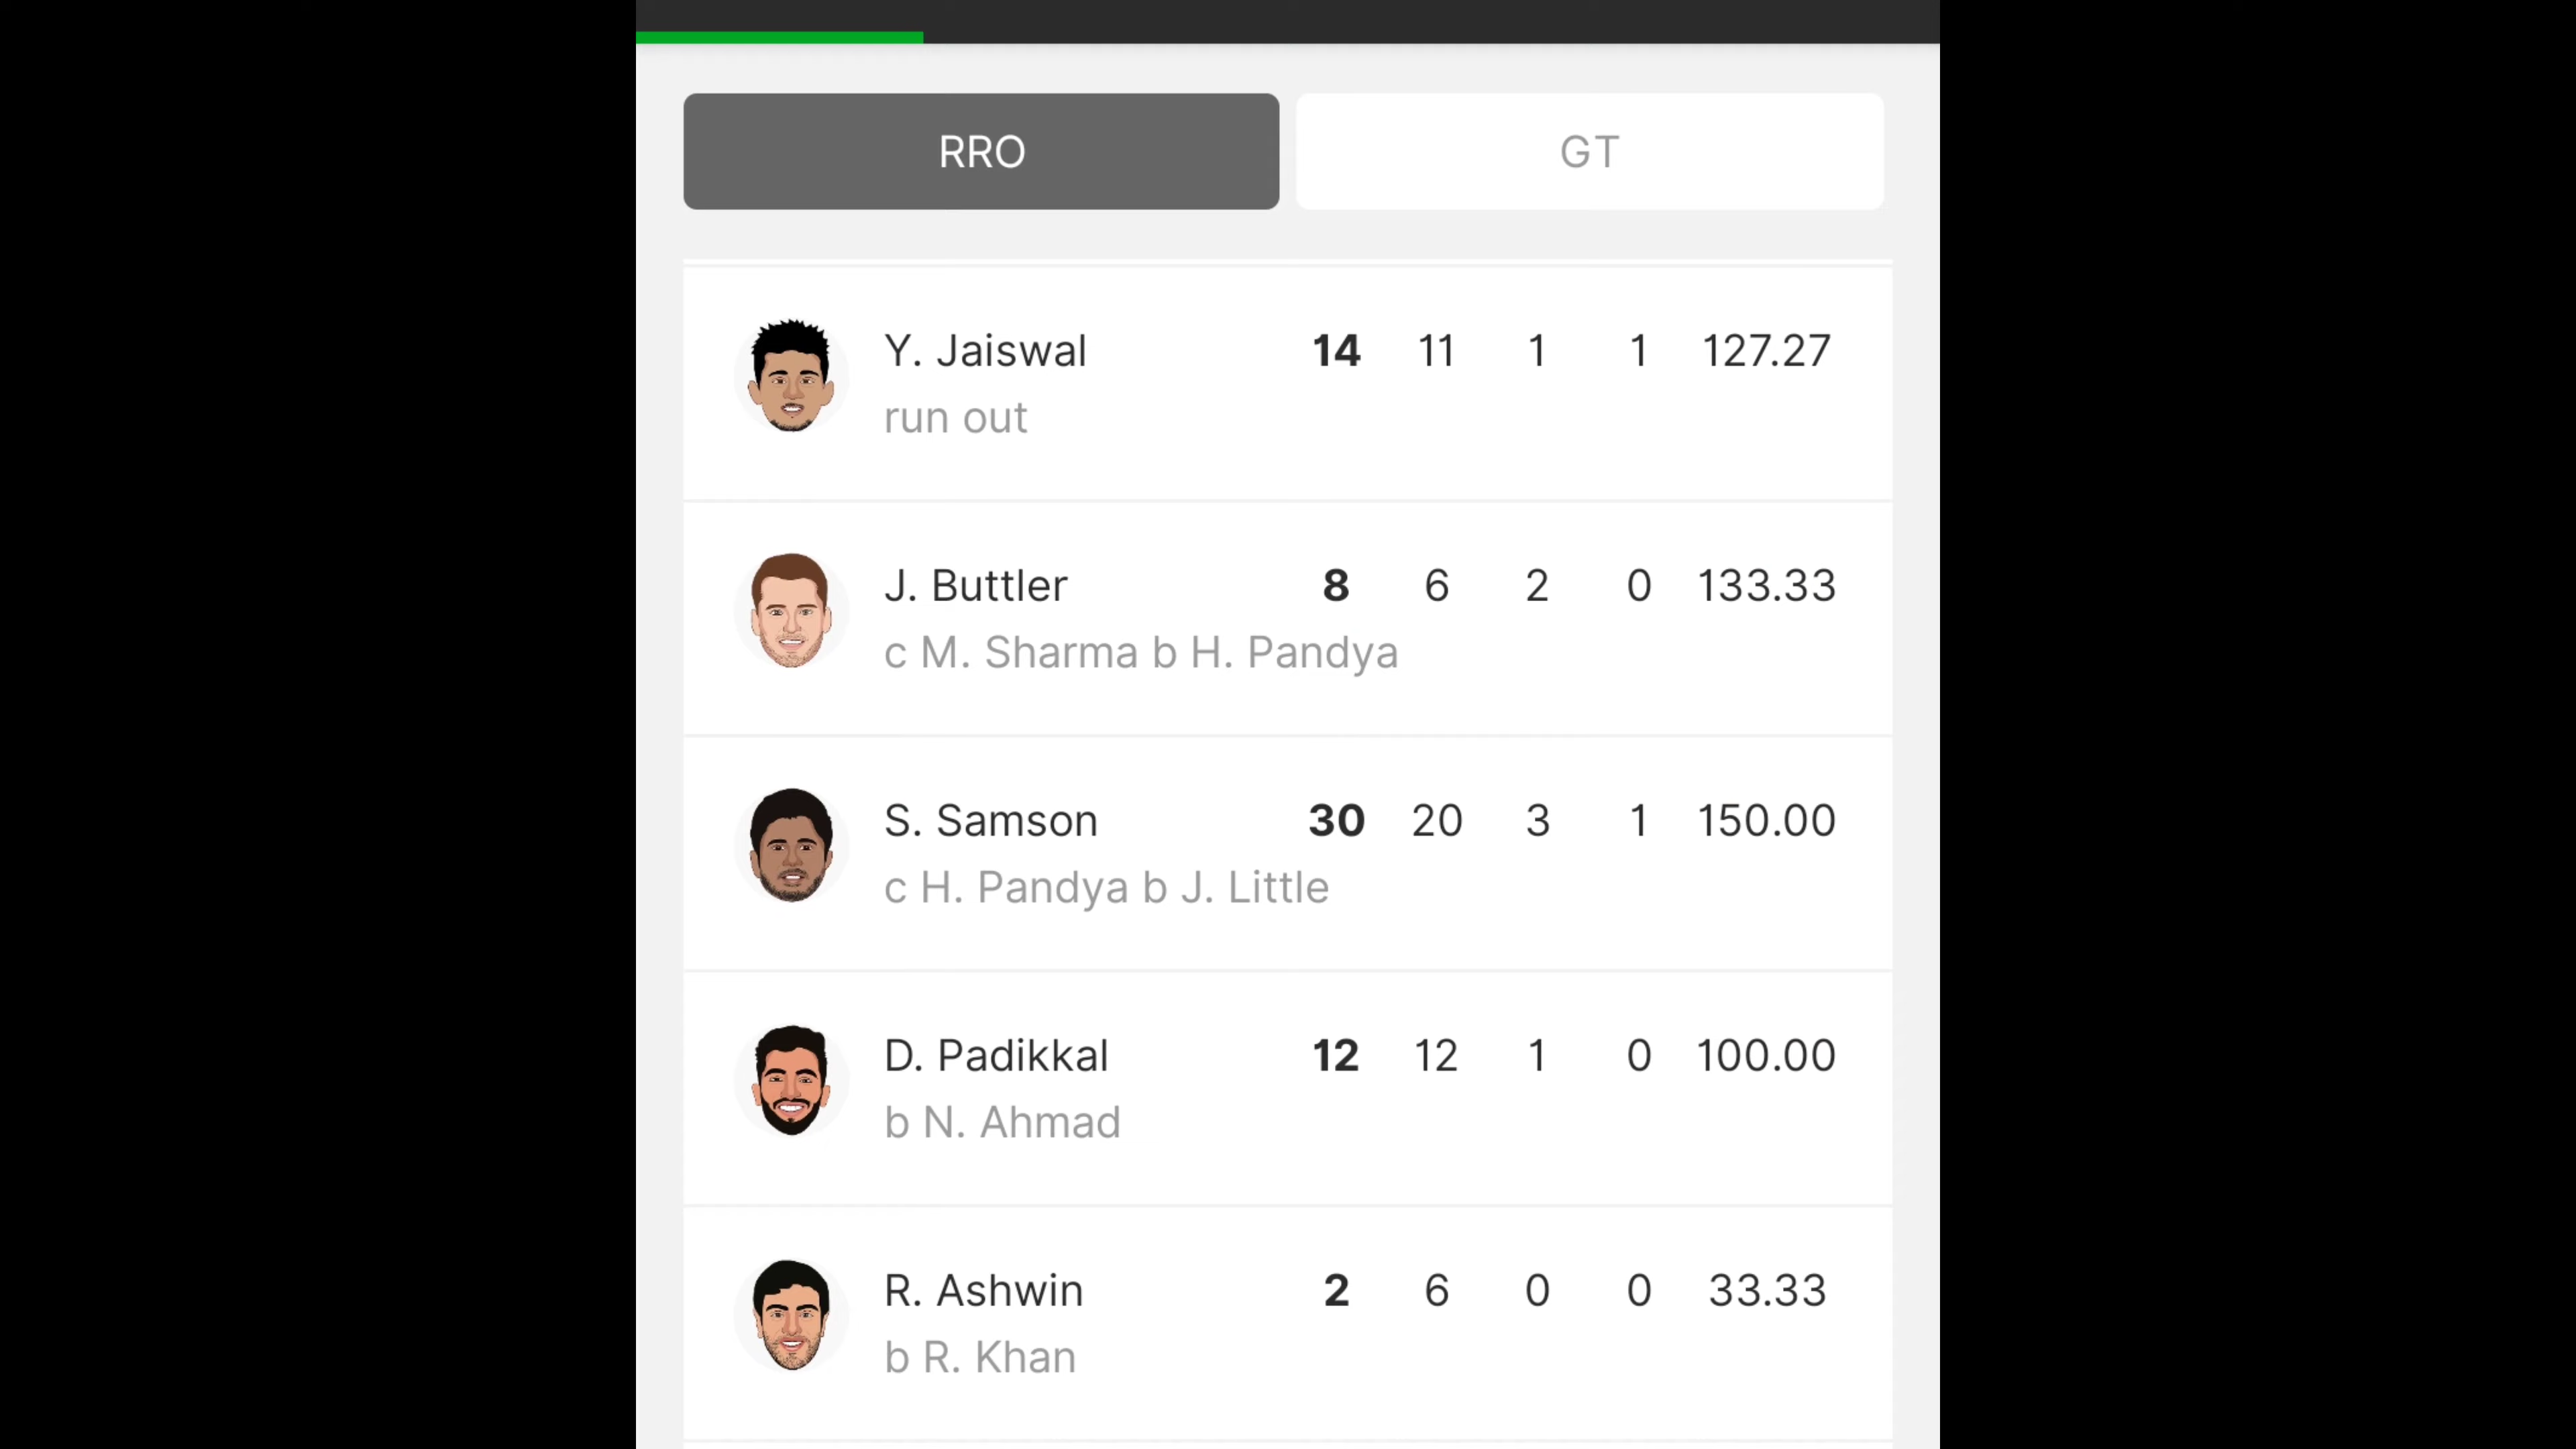 RRO GT
Y. Jaiswal 14 11 1 1 127.27
run out
J. Buttler 8 6 2 0 133.33
c M. Sharma b H. Pandya
S. Samson 30 20 3 1 150.00
c H. Pandya b J. Little
D. Padikkal 12 12 1 0 100.00
b N. Ahmad
R. Ashwin 2 6 0 0 33.33
b R. Khan